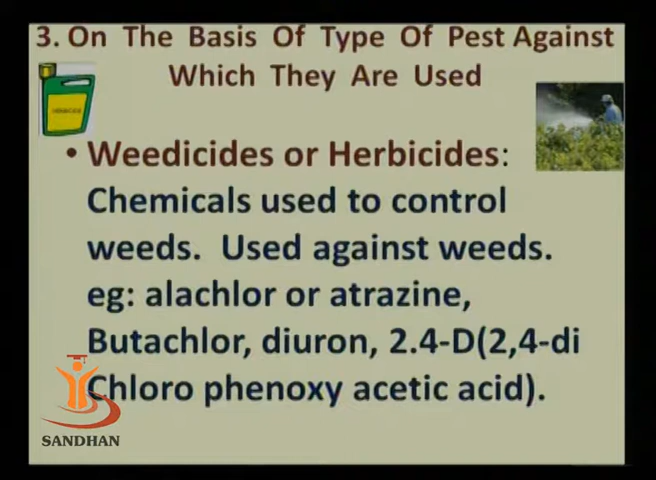 3. On The Basis Of Type Of Pest Against
Which They Are Used
• Weedicides or Herbicides:
Chemicals used to control
weeds. Used against weeds.
eg: alachlor or atrazine,
Butachlor, diuron, 2.4-D(2,4-di
Chloro phenoxy acetic acid).
SANDHAN